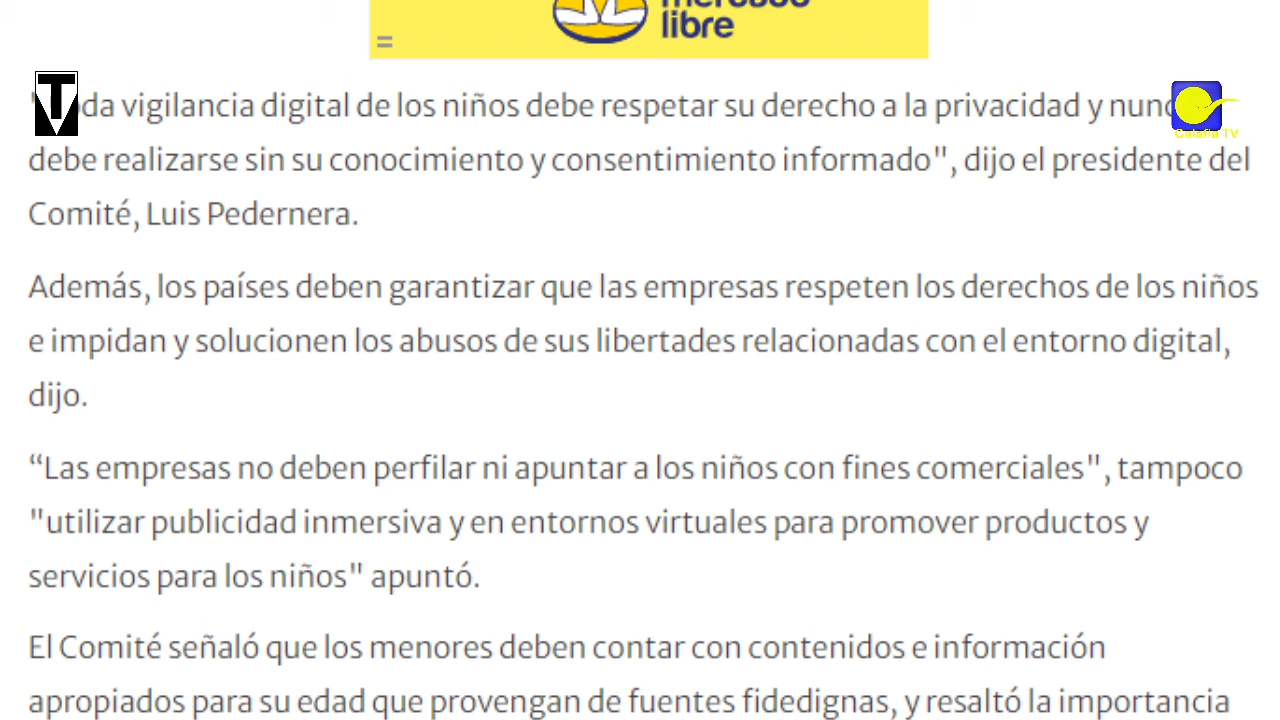 mercado
libre
"Toda vigilancia digital de los niños debe respetar su derecho a la privacidad y nunca
debe realizarse sin su conocimiento y consentimiento informado", dijo el presidente del
Comité, Luis Pedernera.
Además, los países deben garantizar que las empresas respeten los derechos de los niños
e impidan y solucionen los abusos de sus libertades relacionadas con el entorno digital,
dijo.
“Las empresas no deben perfilar ni apuntar a los niños con fines comerciales", tampoco
"utilizar publicidad inmersiva y en entornos virtuales para promover productos y
servicios para los niños" apuntó.
El Comité señaló que los menores deben contar con contenidos e información
apropiados para su edad que provengan de fuentes fidedignas, y resaltó la importancia
TV
Calafia TV